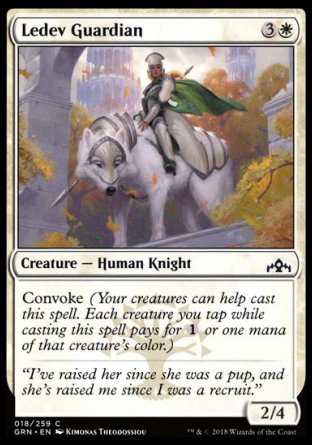 Ledev Guardian 3
Creature — Human Knight
Convoke (Your creatures can help cast
this spell. Each creature you tap while
casting this spell pays for 1 or one mana
of that creature's color.)
"I've raised her since she was a pup, and
she's raised me since I was a recruit."
2/4
018/259 C
GRN • EN KIMONAS THEODOSSIOU
™ & © 2018 Wizards of the Coast